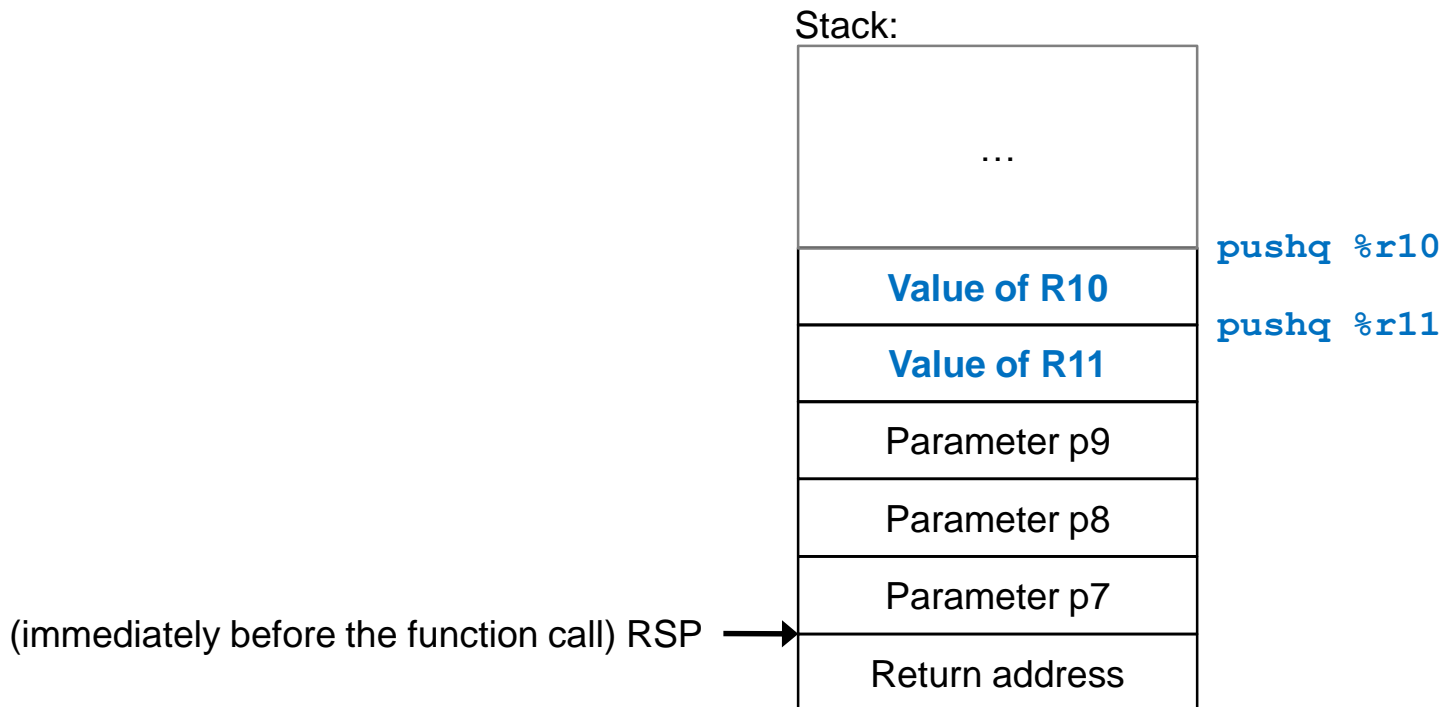 Stack:
…
pushq %r10
Value of R10
pushq %r11
Value of R11
Parameter p9
Parameter p8
Parameter p7
(immediately before the function call) RSP
Return address